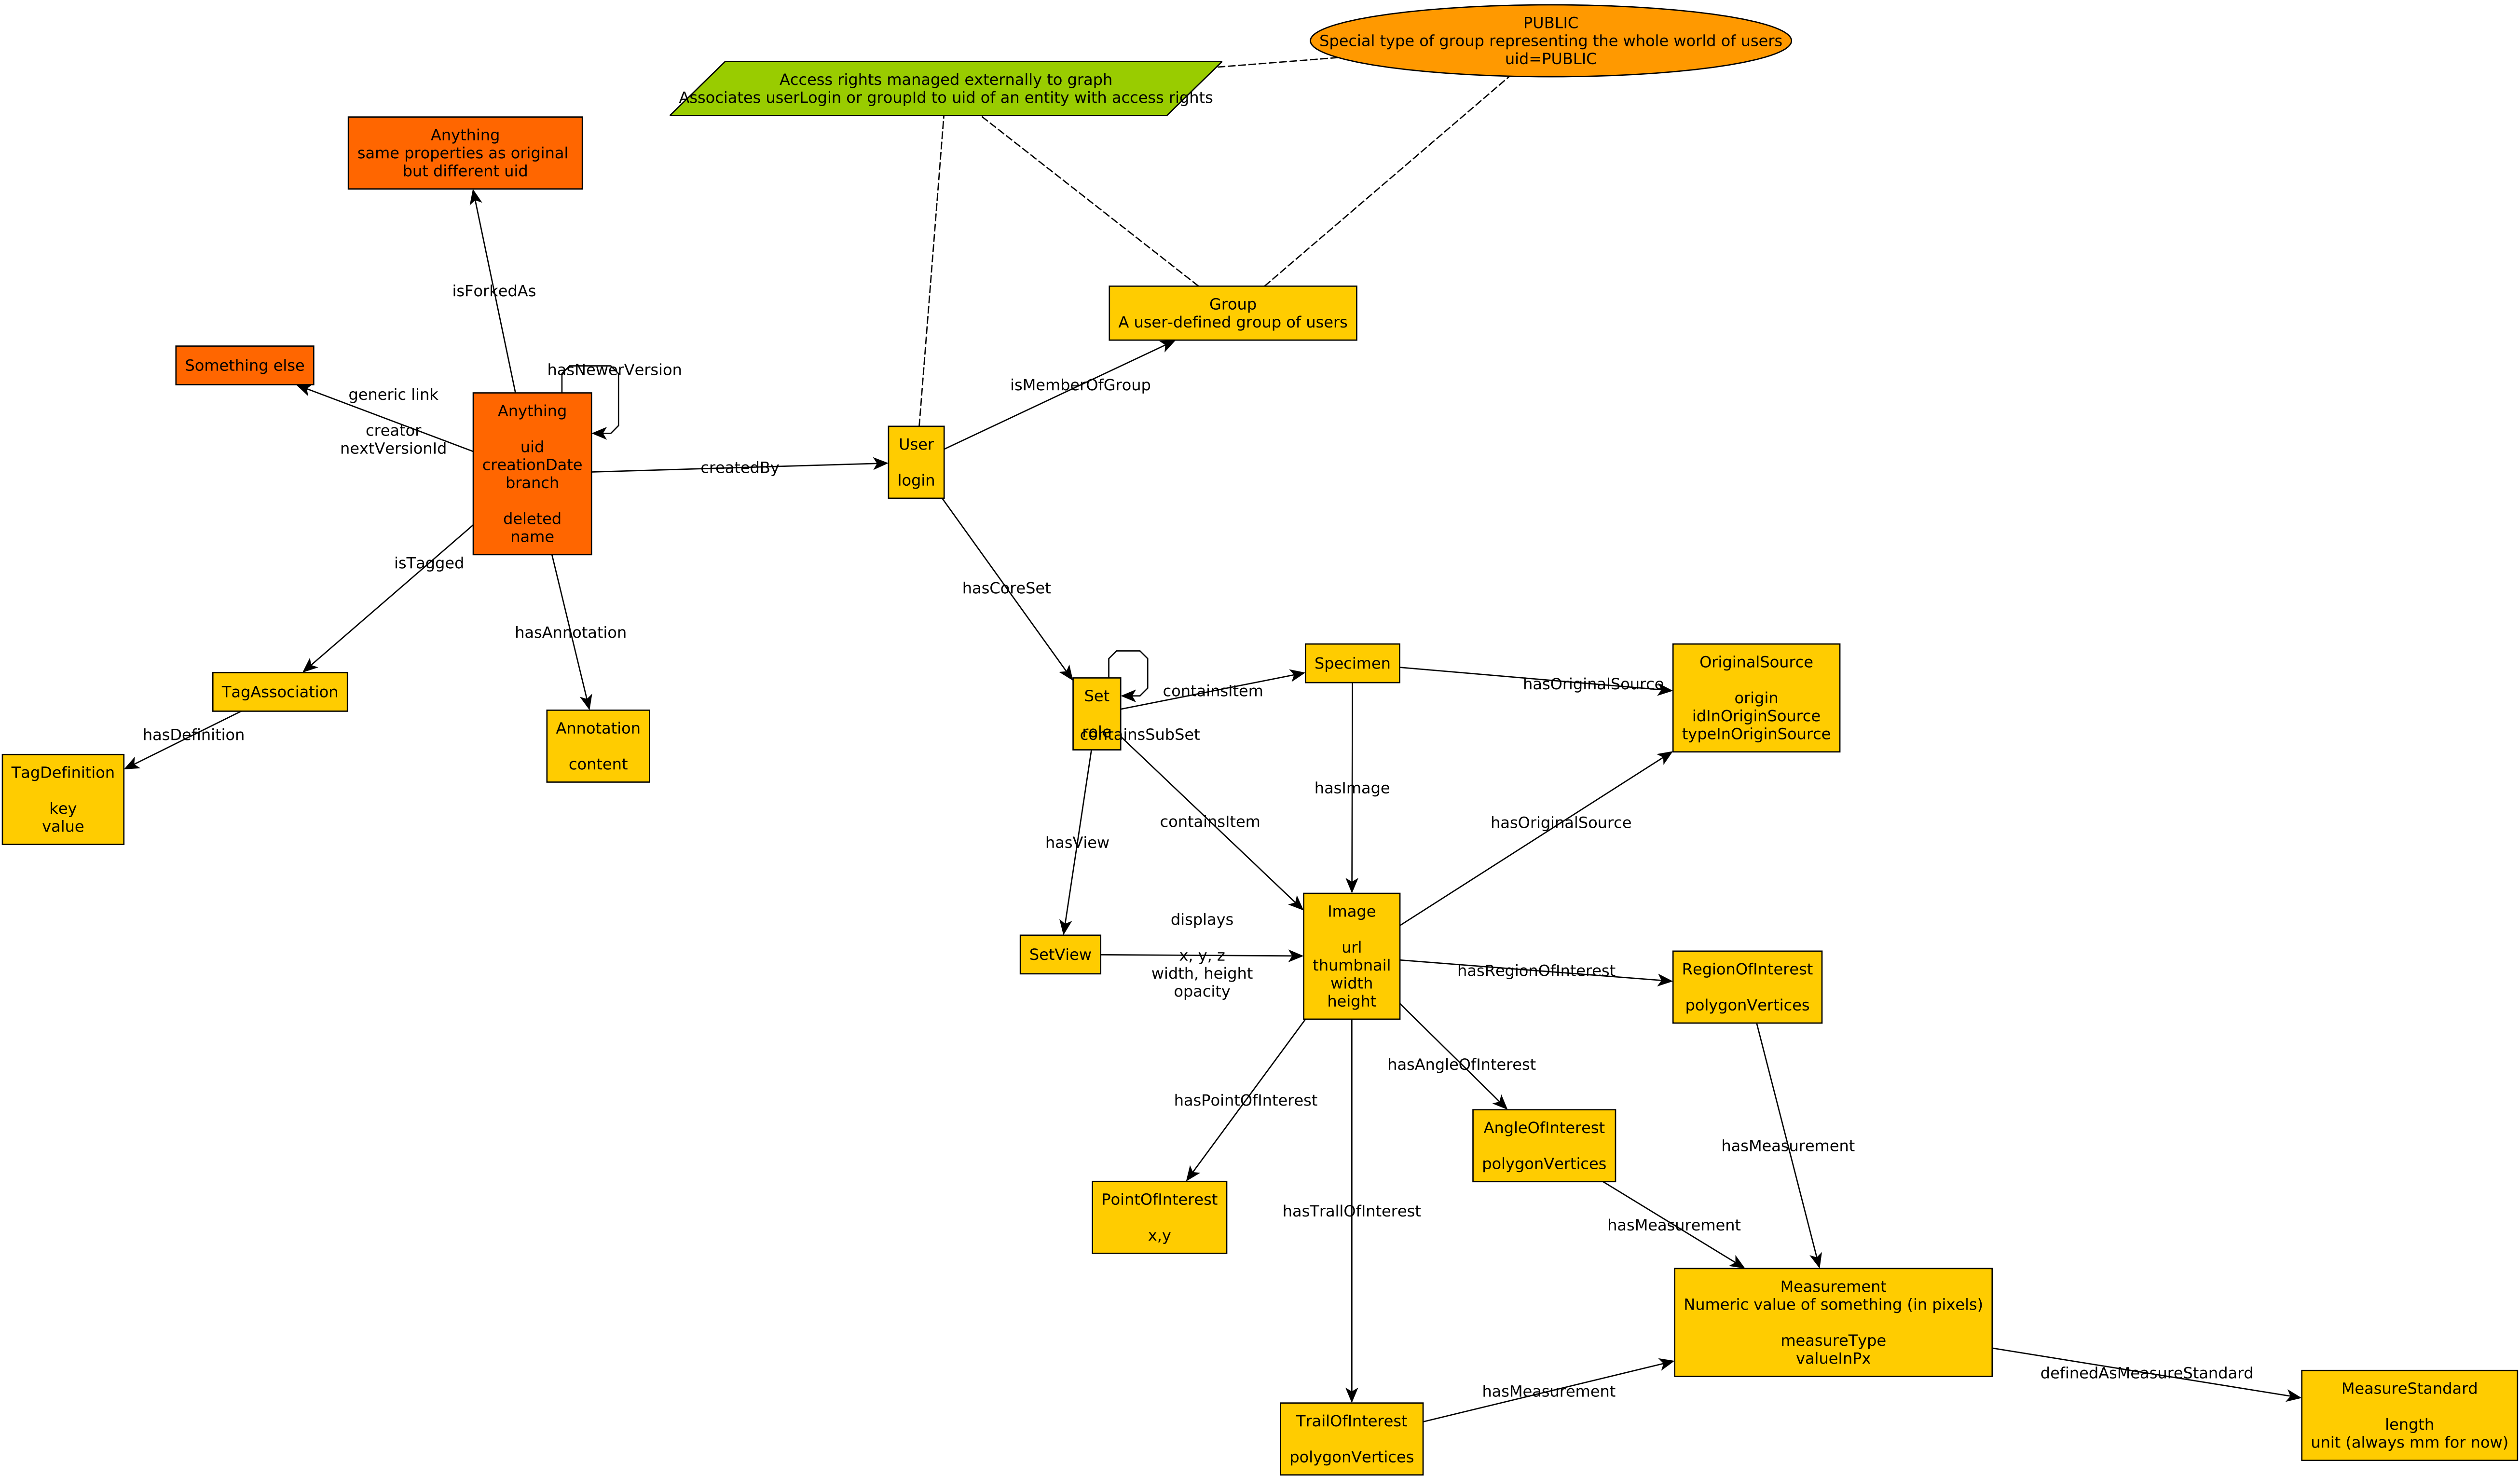 PUBLIC
Special type of group representing the whole world of users
uid=PUBLIC
Access rights managed externally to graph
Associates userLogin or groupId to uid of an entity with access rights
Anything
same properties as original
but different uid
isForkedAs
Group
A user-defined group of users
Something else
hasNewerVersion
generic link
creator
nextVersionId
isMemberOfGroup
Anything
uid
creationDate
branch
deleted
name
createdBy
User
login
isTagged
hasAnnotation
hasCoreSet
TagAssociation
hasDefinition
TagDefinition
key
value
Annotation
content
Set
role
containsSubSet
containsItem
Specimen
hasOriginalSource
OriginalSource
origin
idInOriginSource
typeInOriginSource
hasImage
containsItem
hasView
hasOriginalSource
SetView
displays
x, y, z
width, height
opacity
Image
url
thumbnail
width
height
hasRegionOfInterest
RegionOfInterest
polygonVertices
hasAngleOfInterest
hasPointOfInterest
AngleOfInterest
polygonVertices
hasMeasurement
PointOfInterest
x,y
hasTrallOfInterest
hasMeasurement
Measurement
Numeric value of something (in pixels)
measureType
valueInPx
hasMeasurement
definedAsMeasureStandard
TrailOfInterest
polygonVertices
MeasureStandard
length
unit (always mm for now)